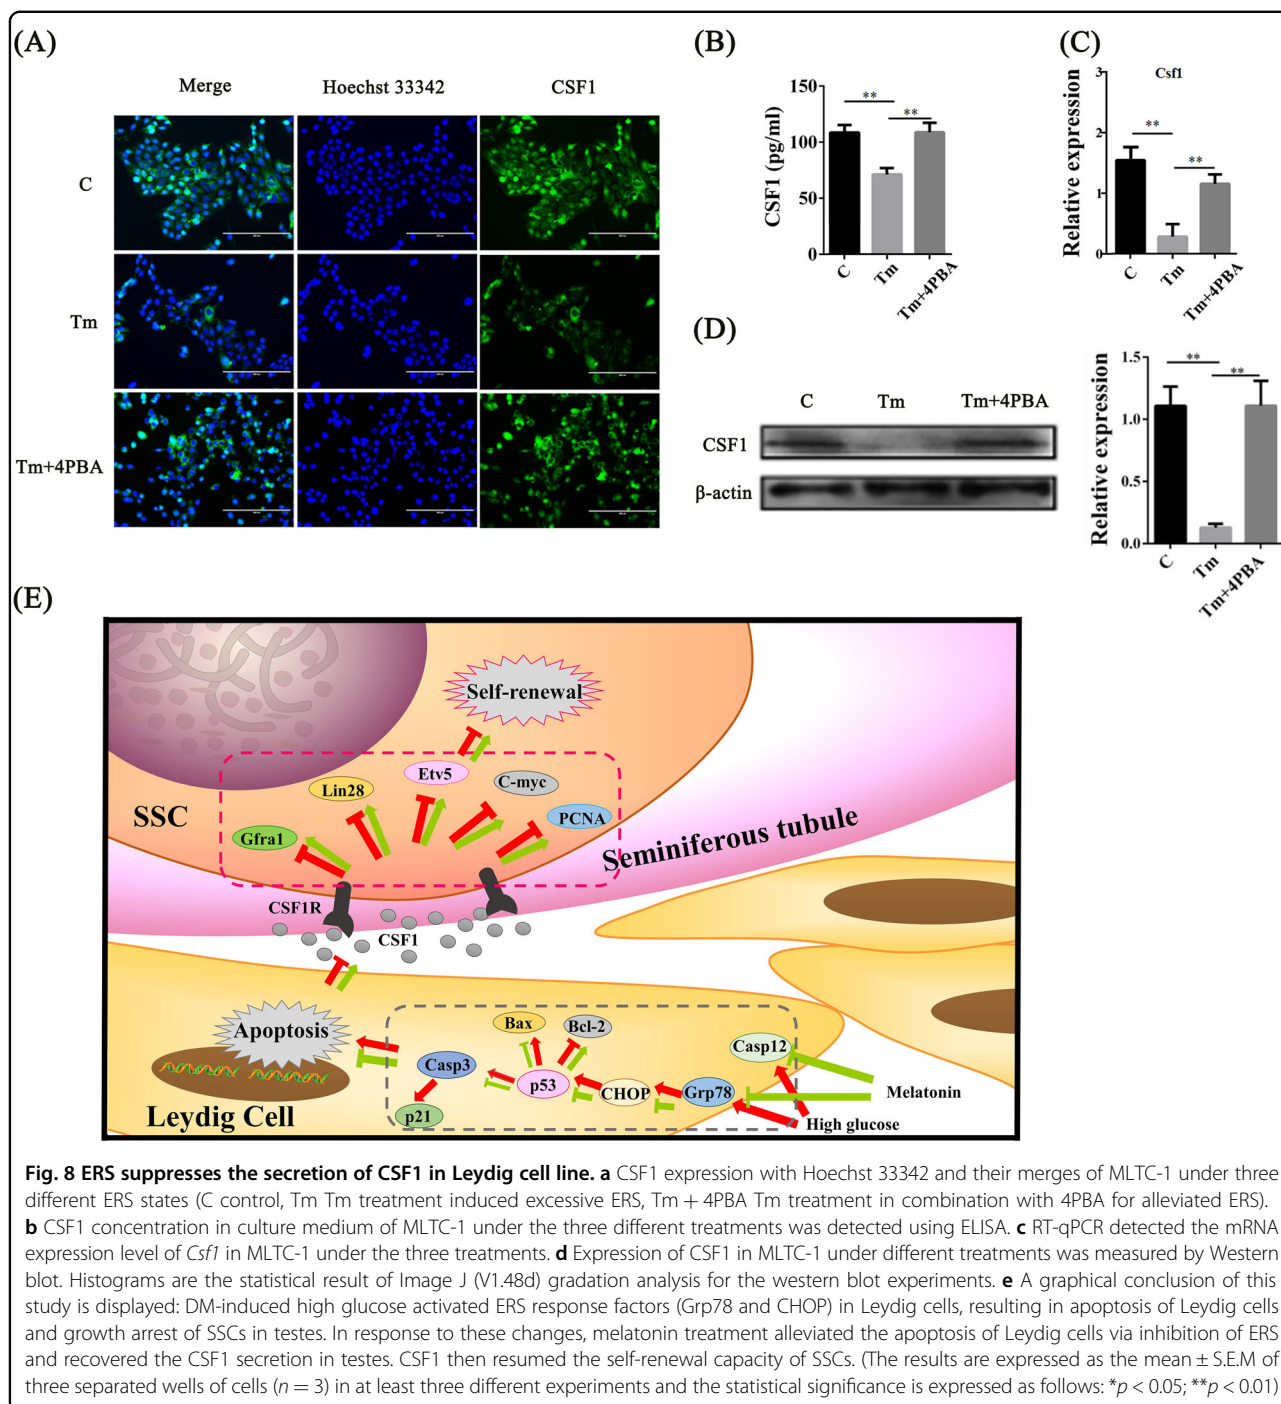 (A)
Merge
Hoechst 33342
CSF1
C
Tm
Tm+4PBA
(B)
CSF1 (pg/ml)
150
100
50
0
**
**
C
Tm
Tm+4PBA
(C)
Csf1
Relative expression
3
2
1
0
**
**
C
Tm
Tm+4PBA
(D)
C
Tm
Tm+4PBA
CSF1
β-actin
Relative expression
1.5
1.0
0.5
0.0
**
**
C
Tm
Tm+4PBA
(E)
Self-renewal
Etv5
C-myc
Lin28
PCNA
Gfra1
SSC
Seminiferous tubule
CSF1R
CSF1
Apoptosis
Bax
Bcl-2
Casp12
Casp3
p53
CHOP
Grp78
Melatonin
p21
High glucose
Leydig Cell
Fig. 8 ERS suppresses the secretion of CSF1 in Leydig cell line. a CSF1 expression with Hoechst 33342 and their merges of MLTC-1 under three
different ERS states (C control, Tm Tm treatment induced excessive ERS, Tm + 4PBA Tm treatment in combination with 4PBA for alleviated ERS).
b CSF1 concentration in culture medium of MLTC-1 under the three different treatments was detected using ELISA. c RT-qPCR detected the mRNA
expression level of Csf1 in MLTC-1 under the three treatments. d Expression of CSF1 in MLTC-1 under different treatments was measured by Western
blot. Histograms are the statistical result of Image J (V1.48d) gradation analysis for the western blot experiments. e A graphical conclusion of this
study is displayed: DM-induced high glucose activated ERS response factors (Grp78 and CHOP) in Leydig cells, resulting in apoptosis of Leydig cells
and growth arrest of SSCs in testes. In response to these changes, melatonin treatment alleviated the apoptosis of Leydig cells via inhibition of ERS
and recovered the CSF1 secretion in testes. CSF1 then resumed the self-renewal capacity of SSCs. (The results are expressed as the mean ± S.E.M of
three separated wells of cells (n = 3) in at least three different experiments and the statistical significance is expressed as follows: *p < 0.05; **p < 0.01)